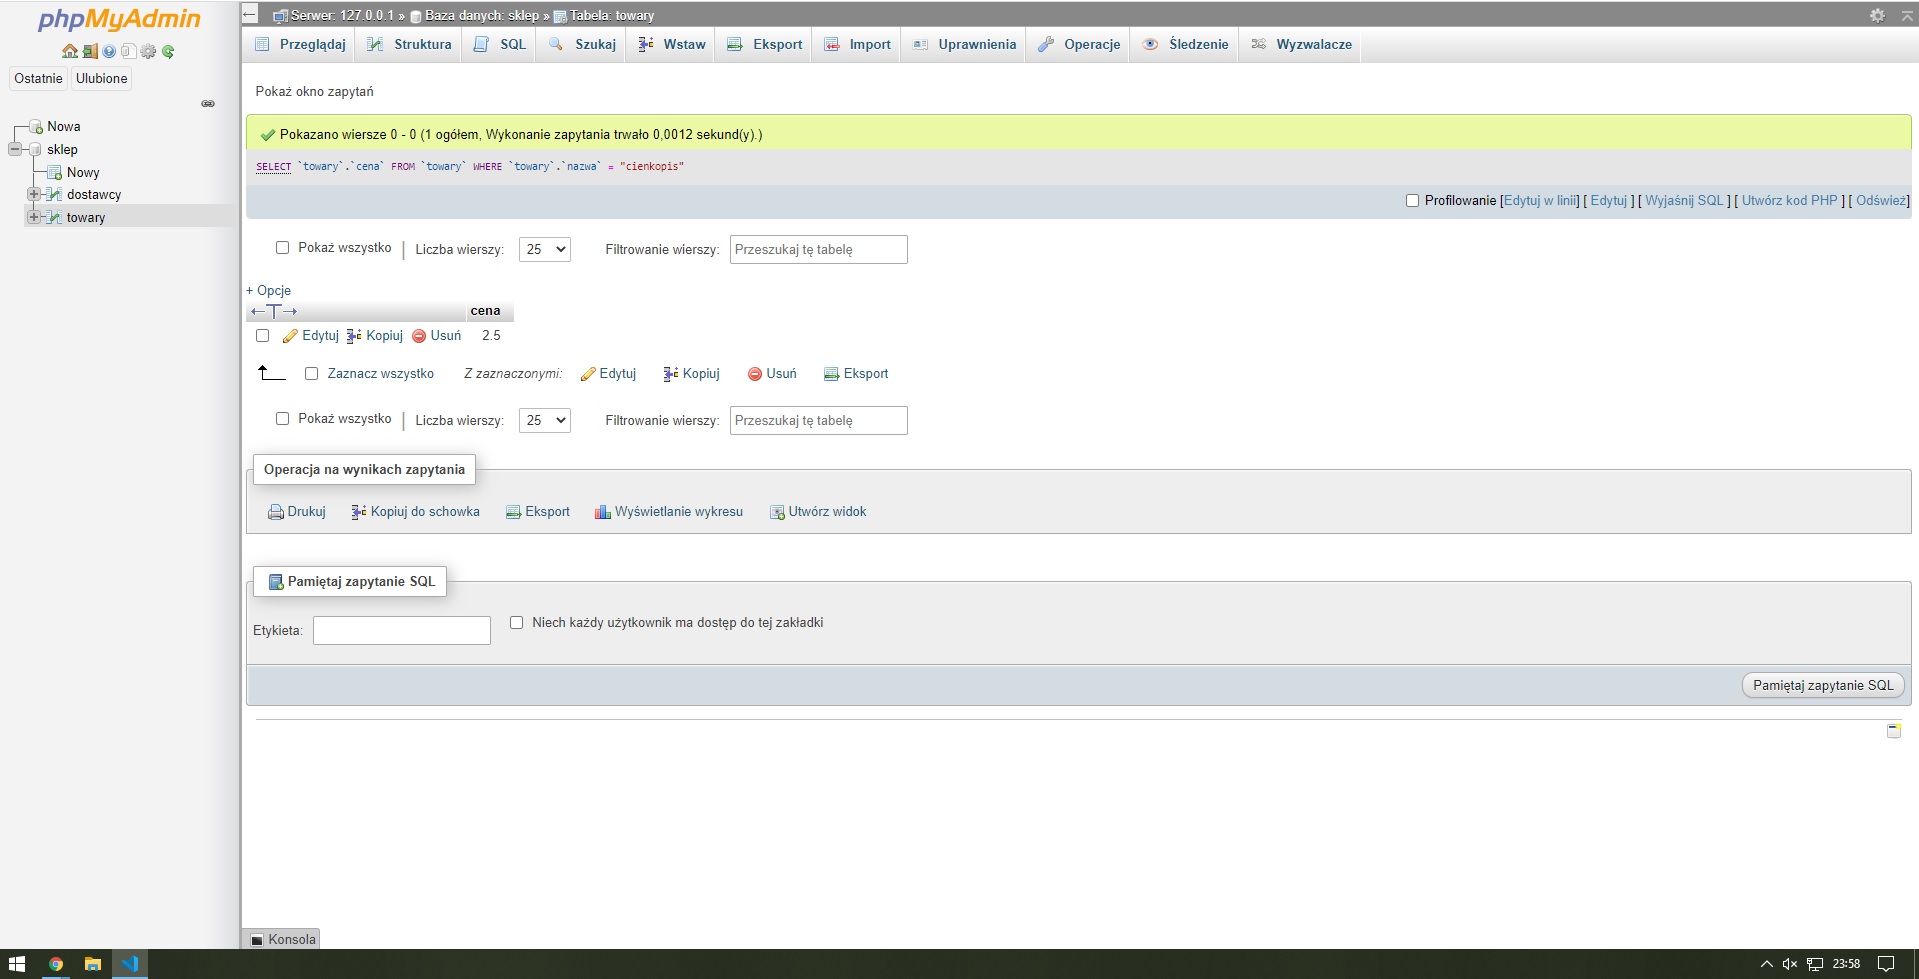 phpMyAdmin
Ostatnie Ulubione
Nowa
sklep
Nowy
dostawcy
towary
Serwer: 127.0.0.1 » Baza danych: sklep » Tabela: towary
Przeglądaj Struktura SQL Szukaj Wstaw Eksport Import Uprawnienia Operacje Śledzenie Wyzwalacze
Pokaż okno zapytań
Pokazano wiersze 0 - 0 (1 ogółem, Wykonanie zapytania trwało 0,0012 sekund(y).)
SELECT `towary`.`cena` FROM `towary` WHERE `towary`.`nazwa` = "cienkopis"
Profilowanie [Edytuj w linii] [ Edytuj ] [ Wyjaśnij SQL ] [ Utwórz kod PHP ] [ Odśwież]
Pokaż wszystko | Liczba wierszy: 25 Filtrowanie wierszy: Przeszukaj tę tabelę
+ Opcje
←T→ cena
Edytuj Kopiuj Usuń 2.5
Zaznacz wszystko Z zaznaczonymi: Edytuj Kopiuj Usuń Eksport
Pokaż wszystko | Liczba wierszy: 25 Filtrowanie wierszy: Przeszukaj tę tabelę
Operacja na wynikach zapytania
Drukuj Kopiuj do schowka Eksport Wyświetlanie wykresu Utwórz widok
Pamiętaj zapytanie SQL
Etykieta: Niech każdy użytkownik ma dostęp do tej zakładki
Pamiętaj zapytanie SQL
Konsola
23:58